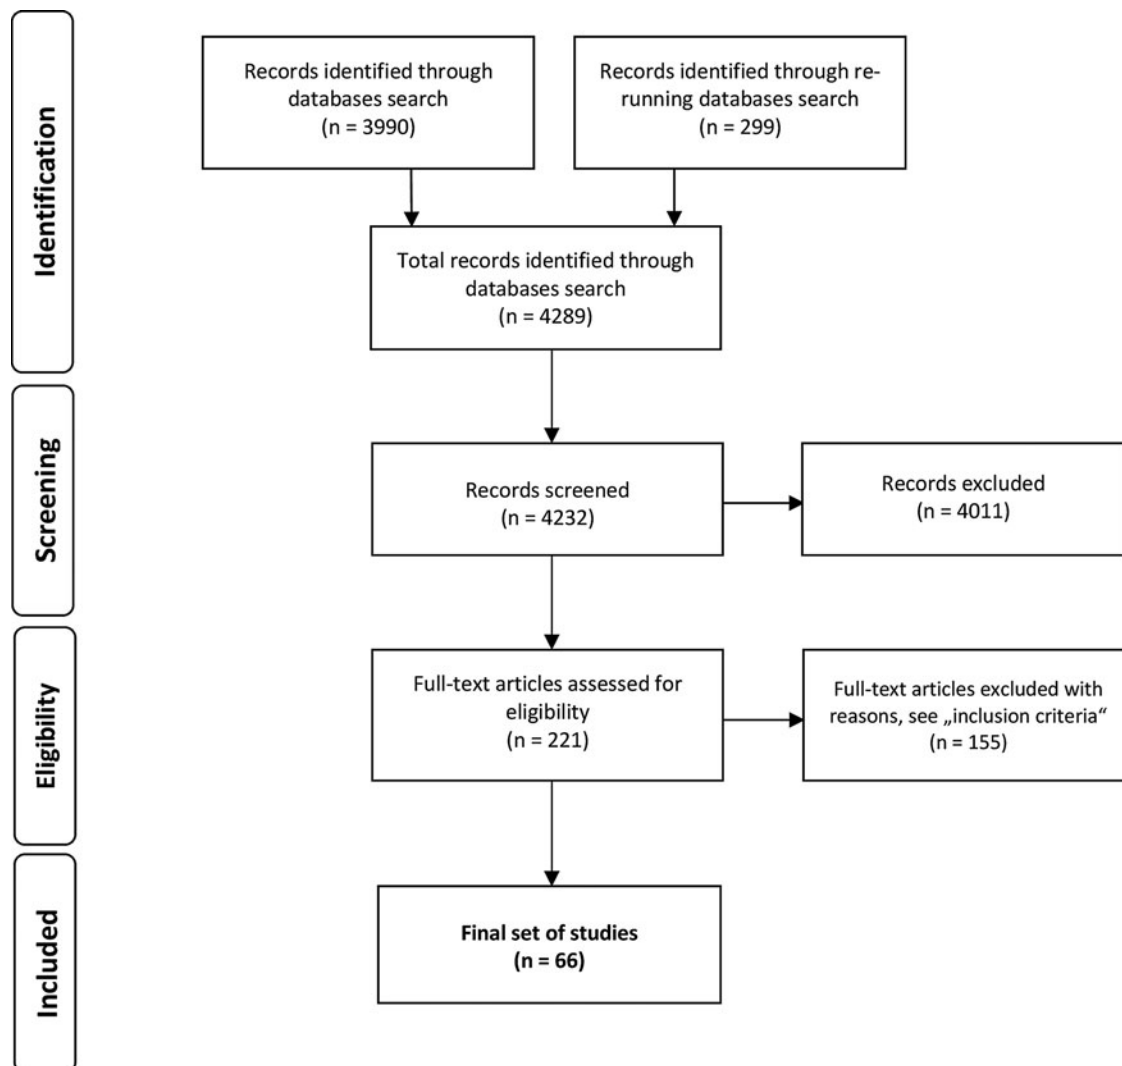 Identification
Records identified through
databases search
(n = 3990)
Records identified through re-
running databases search
(n = 299)
Total records identified through
databases search
(n = 4289)
Screening
Records screened
(n = 4232)
Records excluded
(n = 4011)
Eligibility
Full-text articles assessed for
eligibility
(n = 221)
Full-text articles excluded with
reasons, see „inclusion criteria“
(n = 155)
Included
Final set of studies
(n = 66)